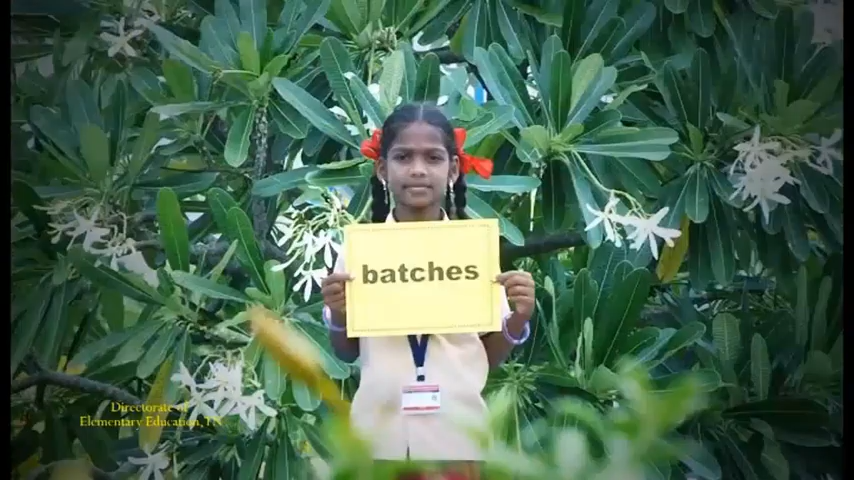 batches
Directorate of
Elementary Education, TN